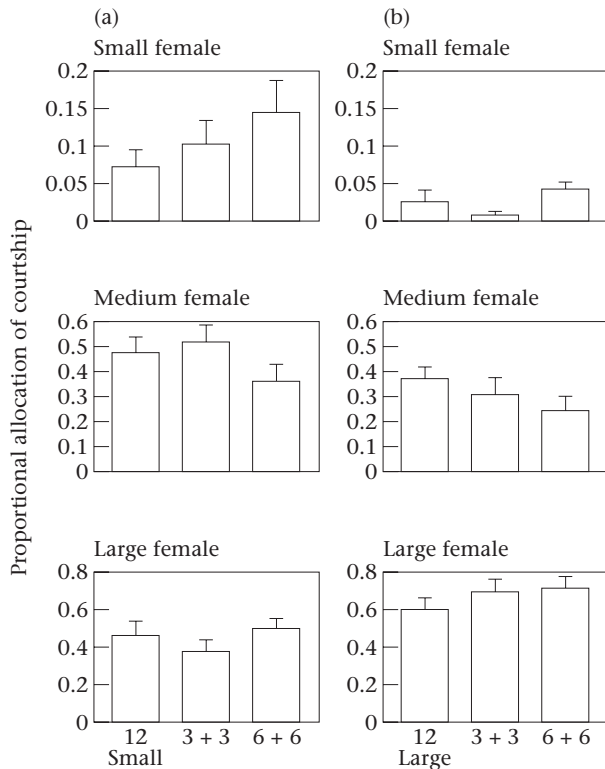 (a)
(b)
Small female
Small female
0.2
0.15
0.1
0.05
0
0.2
0.15
0.1
0.05
0
Medium female
Medium female
0.6
0.5
0.4
0.3
0.2
0.1
0
0.6
0.5
0.4
0.3
0.2
0.1
0
Large female
Large female
0.8
0.6
0.4
0.2
0
0.8
0.6
0.4
0.2
0
12 3 + 3 6 + 6
Small
12 3 + 3 6 + 6
Large
Proportional allocation of courtship